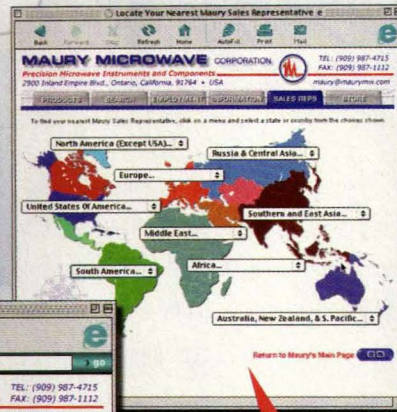 Locate Your Nearest Maury Sales Representative
Back Forward Stop Refresh Home AutoFill Print Mail
MAURY MICROWAVE CORPORATION
Precision Microwave Instruments and Components
2900 Inland Empire Blvd., Ontario, California, 91764 • USA
TEL: (909) 987-4715
FAX: (909) 987-1112
maury@maurymw.com
PRODUCTS SEARCH EMPLOYMENT INFORMATION SALES REPS STORE
To find your nearest Maury Sales Representative, click on a menu and select a state or country from the choices shown.
North America (Except USA)...
Russia & Central Asia...
Europe...
United States Of America...
Southern and East Asia...
Middle East...
Africa...
South America...
Australia, New Zealand, & S. Pacific...
Return to Maury's Main Page
go
TEL: (909) 987-4715
FAX: (909) 987-1112